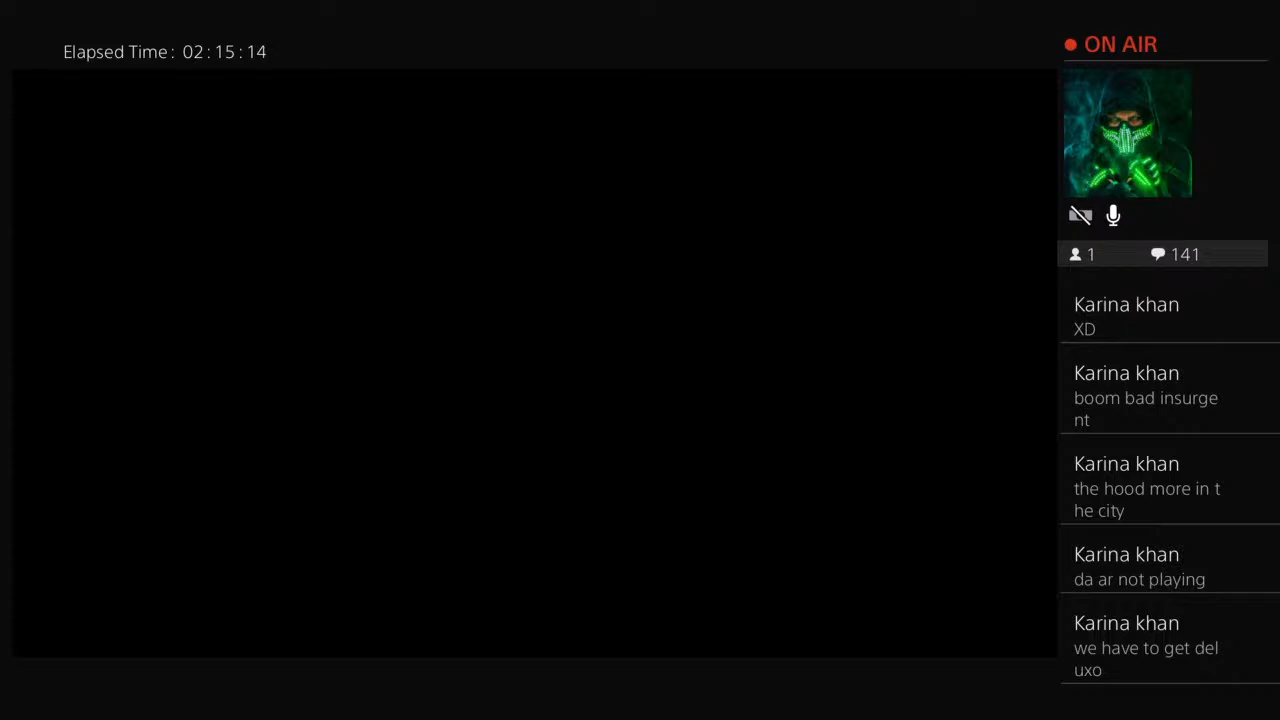 Elapsed Time: 02:15:14
ON AIR
1 141
Karina khan
XD
Karina khan
boom bad insurge
nt
Karina khan
the hood more in t
he city
Karina khan
da ar not playing
Karina khan
we have to get del
uxo